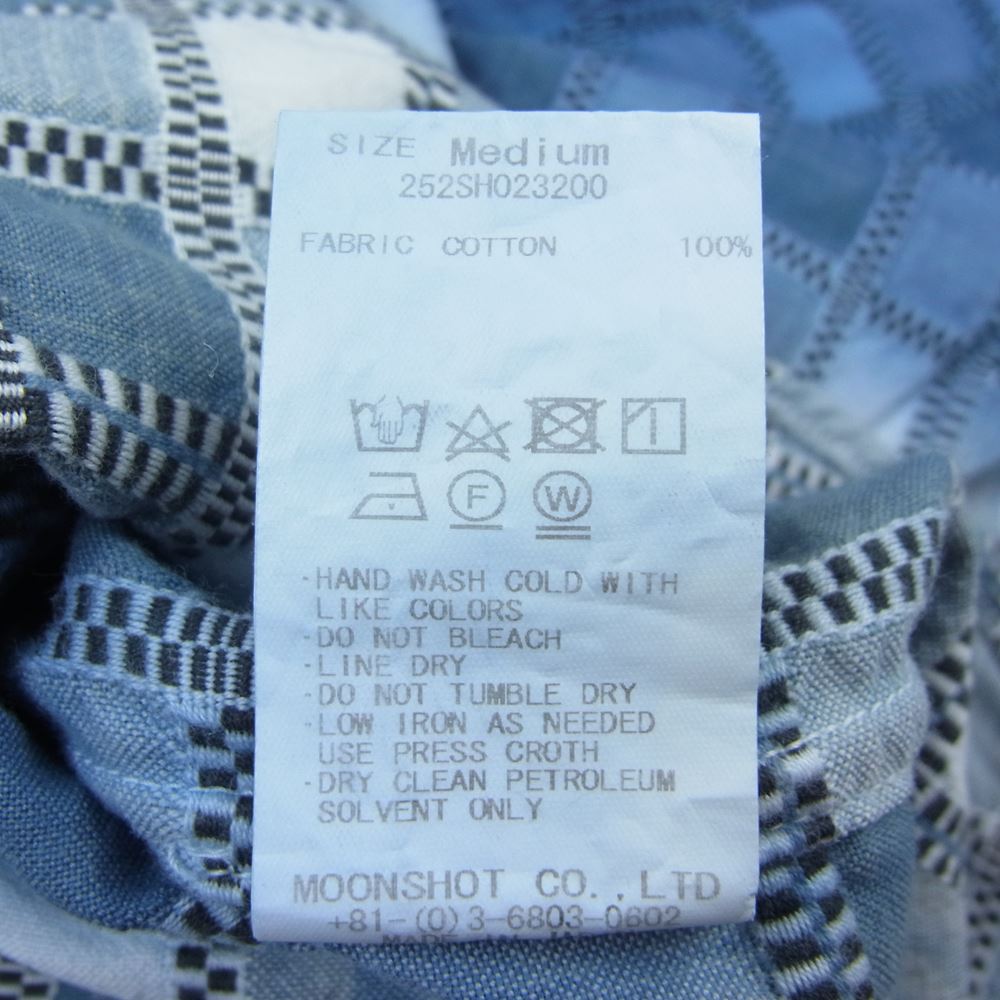 SIZE Medium
252SH023200
FABRIC COTTON 100%
F W
·HAND WASH COLD WITH
LIKE COLORS
·DO NOT BLEACH
·LINE DRY
·DO NOT TUMBLE DRY
·LOW IRON AS NEEDED
USE PRESS CROTH
·DRY CLEAN PETROLEUM
SOLVENT ONLY
MOONSHOT CO.,LTD
+81-(0)3-6803-0602